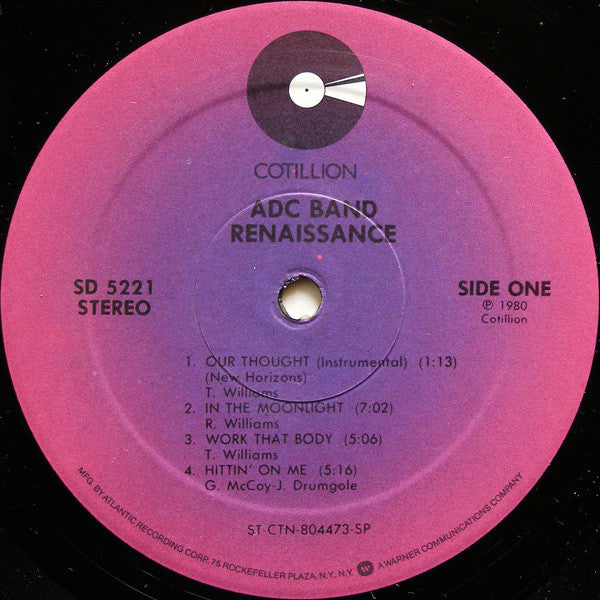 COTILLION
ADC BAND
RENAISSANCE
SD 5221
STEREO
SIDE ONE
℗ 1980
Cotillion
1. OUR THOUGHT (Instrumental) (1:13)
(New Horizons)
T. Williams
2. IN THE MOONLIGHT (7:02)
R. Williams
3. WORK THAT BODY (5:06)
T. Williams
4. HITTIN' ON ME (5:16)
G. McCoy-J. Drumgole
ST-CTN-804473-SP
MFG. BY ATLANTIC RECORDING CORP. 75 ROCKEFELLER PLAZA, N.Y., N.Y. W A WARNER COMMUNICATIONS COMPANY